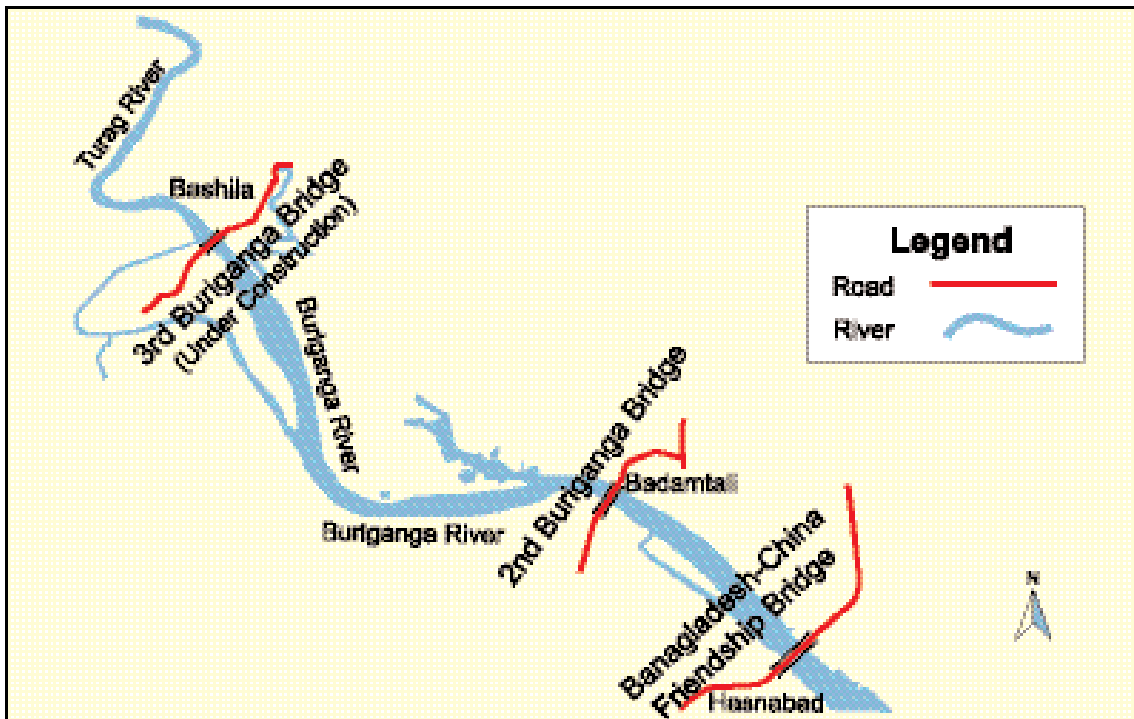 Turag River
Bashila
3rd Buriganga Bridge
(Under Construction)
Buriganga River
Buriganga River
2nd Buriganga Bridge
Badamtali
Banagladesh-China
Friendship Bridge
Hasnabad
Legend
Road
River
N